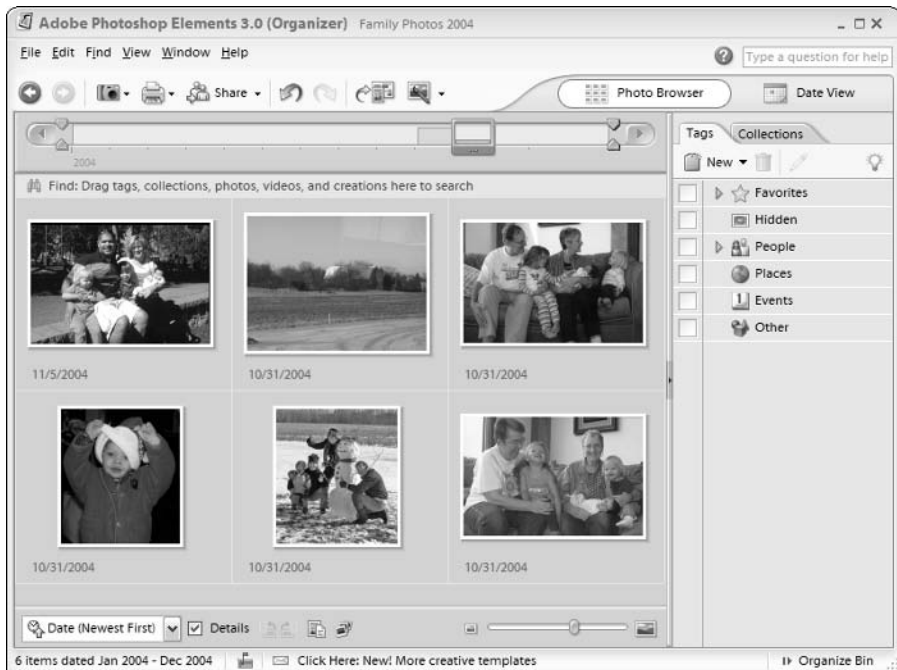 Adobe Photoshop Elements 3.0 (Organizer) Family Photos 2004
File Edit Find View Window Help
Type a question for help
Share
Photo Browser
Date View
2004
Tags Collections
New
Find: Drag tags, collections, photos, videos, and creations here to search
Favorites
Hidden
People
Places
1 Events
Other
11/5/2004
10/31/2004
10/31/2004
10/31/2004
10/31/2004
10/31/2004
Date (Newest First)
Details
6 items dated Jan 2004 - Dec 2004
Click Here: New! More creative templates
Organize Bin